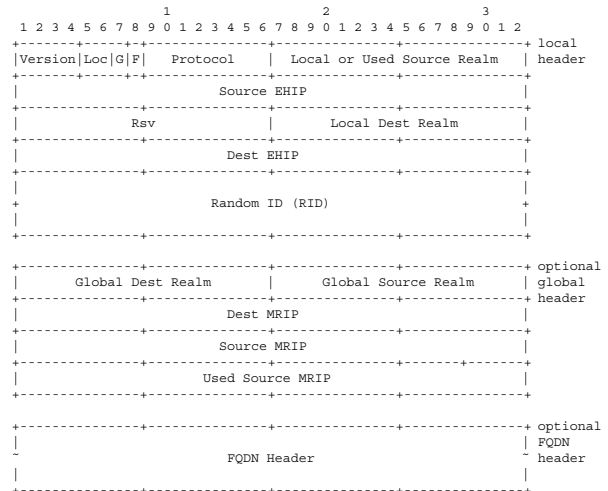 1 2 3
1 2 3 4 5 6 7 8 9 0 1 2 3 4 5 6 7 8 9 0 1 2 3 4 5 6 7 8 9 0 1 2
local
Version Loc G F Protocol Local or Used Source Realm header
Source EHIP
Rsv Local Dest Realm
Dest EHIP
Random ID (RID)
optional
Global Dest Realm Global Source Realm global
header
Dest MRIP
Source MRIP
Used Source MRIP
optional
FQDN
FQDN Header header